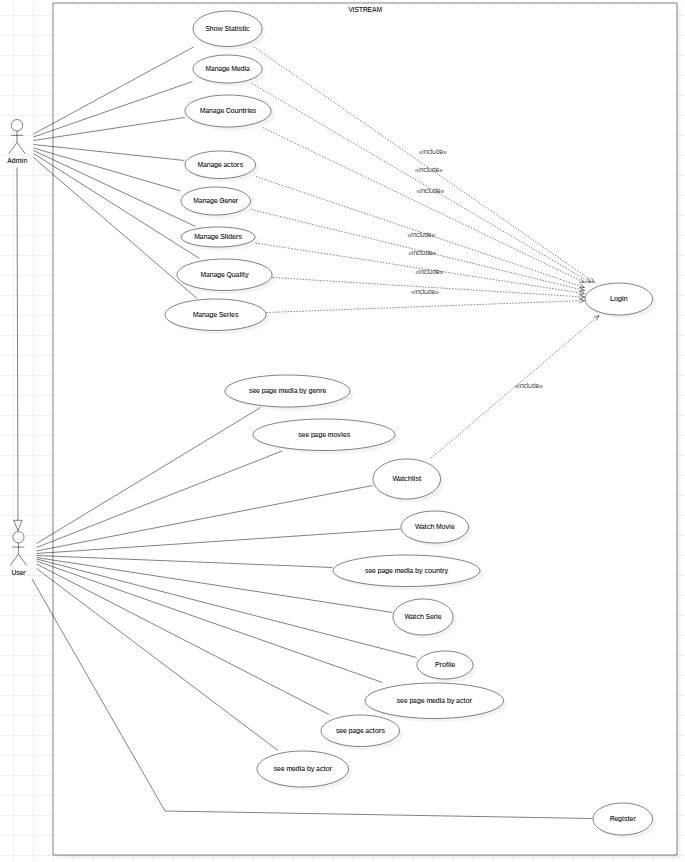 VISTREAM
Show Statistic
Manage Media
Manage Countries
Admin
«include»
«include»
Manage actors
«include»
Manage Gener
Manage Sliders
«include»
«include»
Manage Quality
«include»
«include»
Login
Manage Series
see page media by genre
«include»
see page movies
Watchlist
Watch Movie
User
see page media by country
Watch Serie
Profile
see page media by actor
see page actors
see media by actor
Register